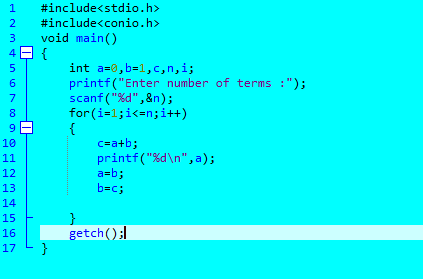 1 #include<stdio.h>
2 #include<conio.h>
3 void main()
4 {
5 int a=0,b=1,c,n,i;
6 printf("Enter number of terms :");
7 scanf("%d",&n);
8 for(i=1;i<=n;i++)
9 {
10 c=a+b;
11 printf("%d\n",a);
12 a=b;
13 b=c;
14
15 }
16 getch();
17 }